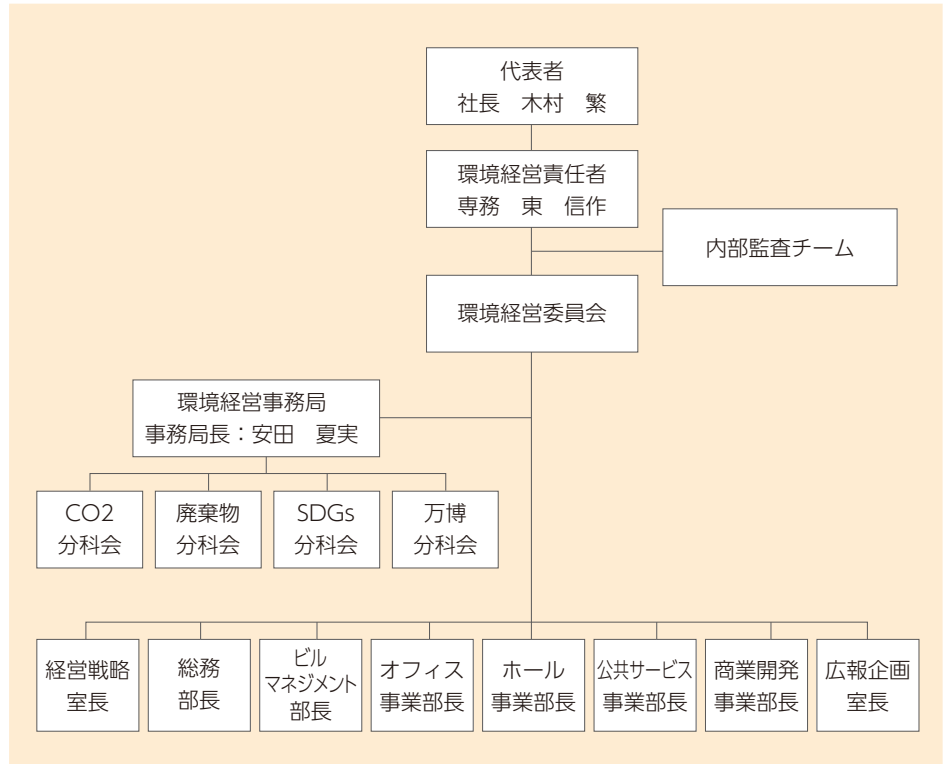 代表者
社長　木村　繁
環境経営責任者
専務　東　信作
内部監査チーム
環境経営委員会
環境経営事務局
事務局長：安田　夏実
CO2
分科会
廃棄物
分科会
SDGs
分科会
万博
分科会
経営戦略
室長
総務
部長
ビル
マネジメント
部長
オフィス
事業部長
ホール
事業部長
公共サービス
事業部長
商業開発
事業部長
広報企画
室長